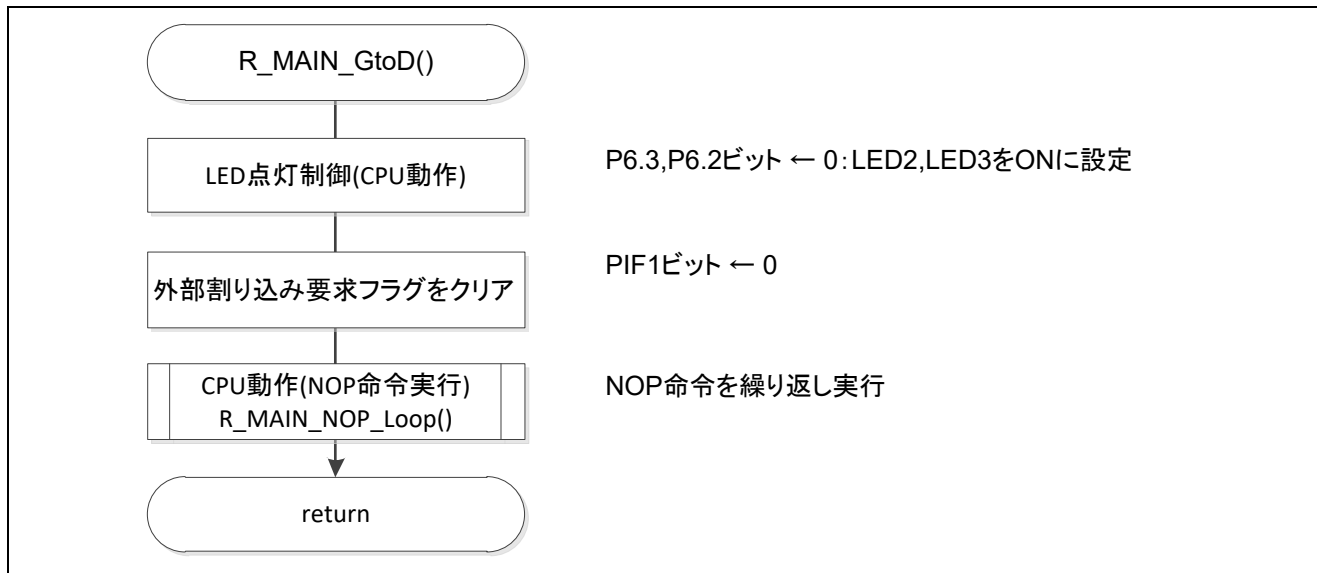 R_MAIN_GtoD()
LED点灯制御(CPU動作)
P6.3,P6.2ビット ← 0:LED2,LED3をONに設定
外部割り込み要求フラグをクリア
PIF1ビット ← 0
CPU動作(NOP命令実行)
R_MAIN_NOP_Loop()
NOP命令を繰り返し実行
return